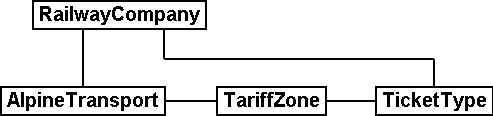 RailwayCompany
AlpineTransport
TariffZone
TicketType